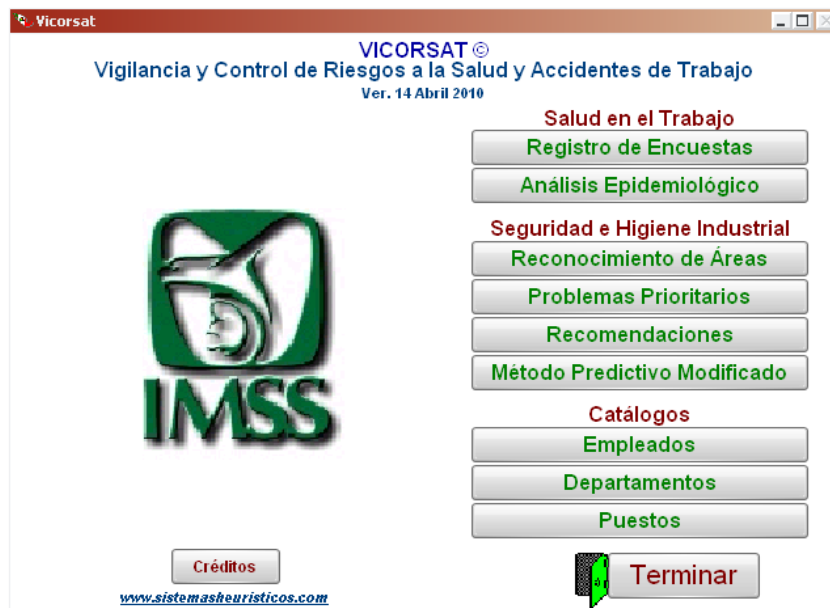 Vicorsat
VICORSAT ©
Vigilancia y Control de Riesgos a la Salud y Accidentes de Trabajo
Ver. 14 Abril 2010
Salud en el Trabajo
Registro de Encuestas
Análisis Epidemiológico
Seguridad e Higiene Industrial
Reconocimiento de Áreas
Problemas Prioritarios
Recomendaciones
Método Predictivo Modificado
IMSS
Catálogos
Empleados
Departamentos
Puestos
Créditos
Terminar
www.sistemasheuristicos.com